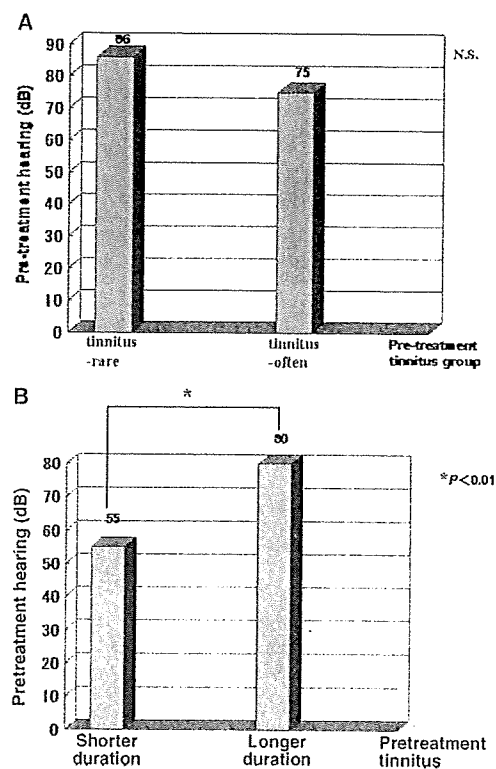 A
90
80
70
60
50
40
30
20
10
0
Pre-treatment hearing (dB)
86
75
N.S.
tinnitus
-rare
tinnitus
-often
Pre-treatment
tinnitus group
B
80
70
60
50
40
30
20
10
0
Pretreatment hearing (dB)
*
55
80
*P<0.01
Shorter
duration
Longer
duration
Pretreatment
tinnitus